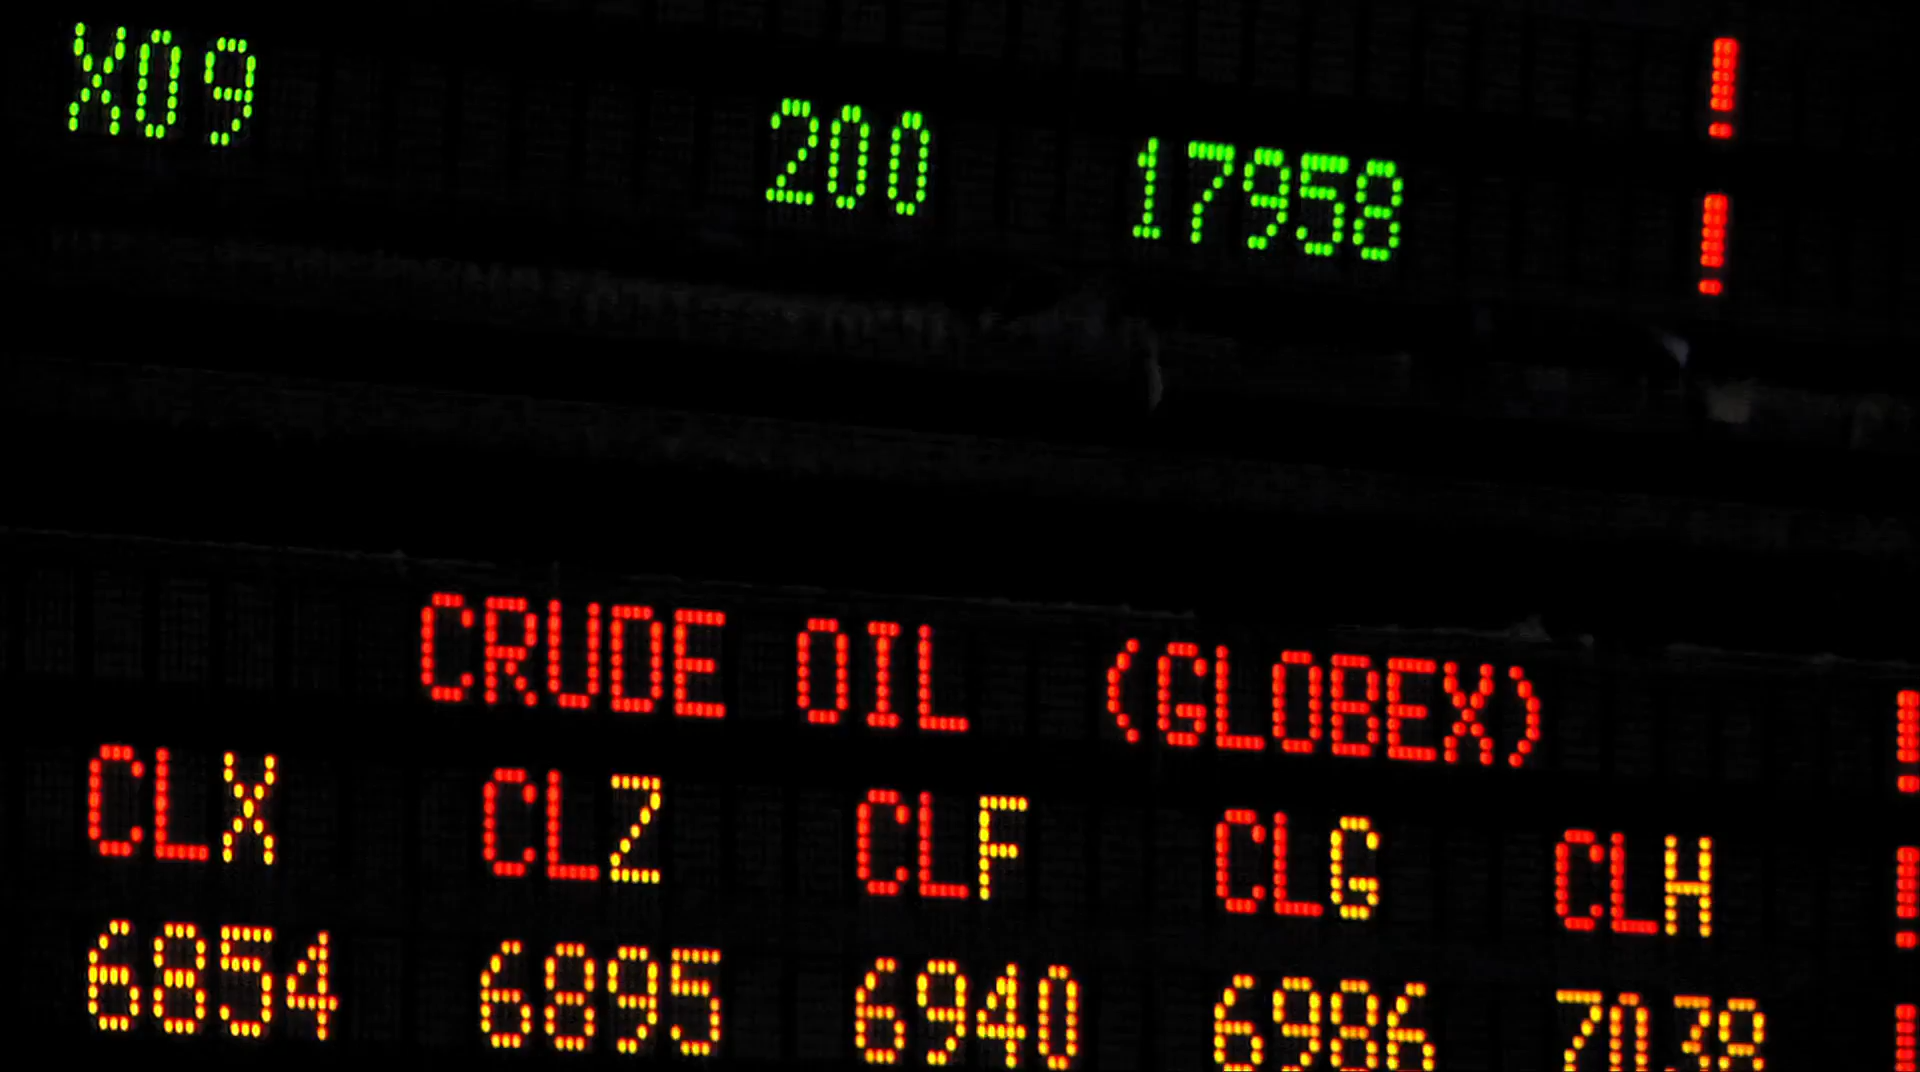 X09 200 17958
CRUDE OIL (GLOBEX)
CLX CLZ CLF CLG CLH
6854 6895 6940 6986 7038